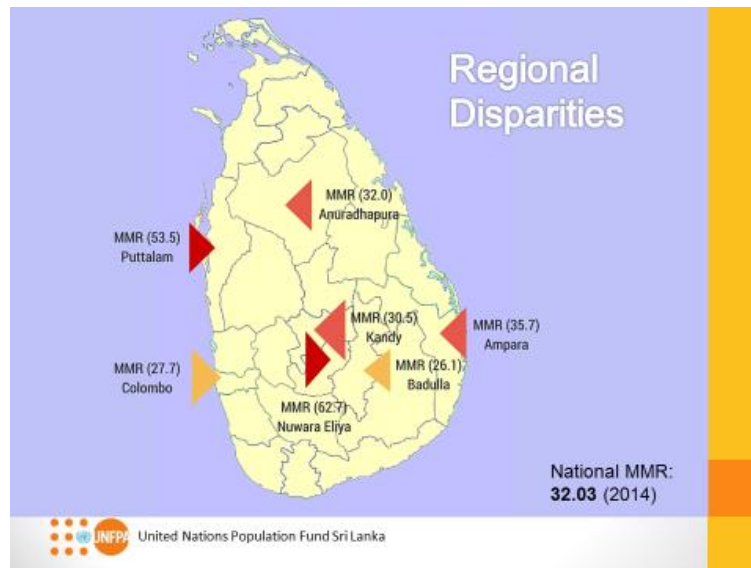 Regional
Disparities
MMR (32.0)
Anuradhapura
MMR (53.5)
Puttalam
MMR (30.5)
Kandy
MMR (35.7)
Ampara
MMR (27.7)
Colombo
MMR (26.1)
Badulla
MMR (62.7)
Nuwara Eliya
National MMR:
32.03 (2014)
UNFPA
United Nations Population Fund Sri Lanka